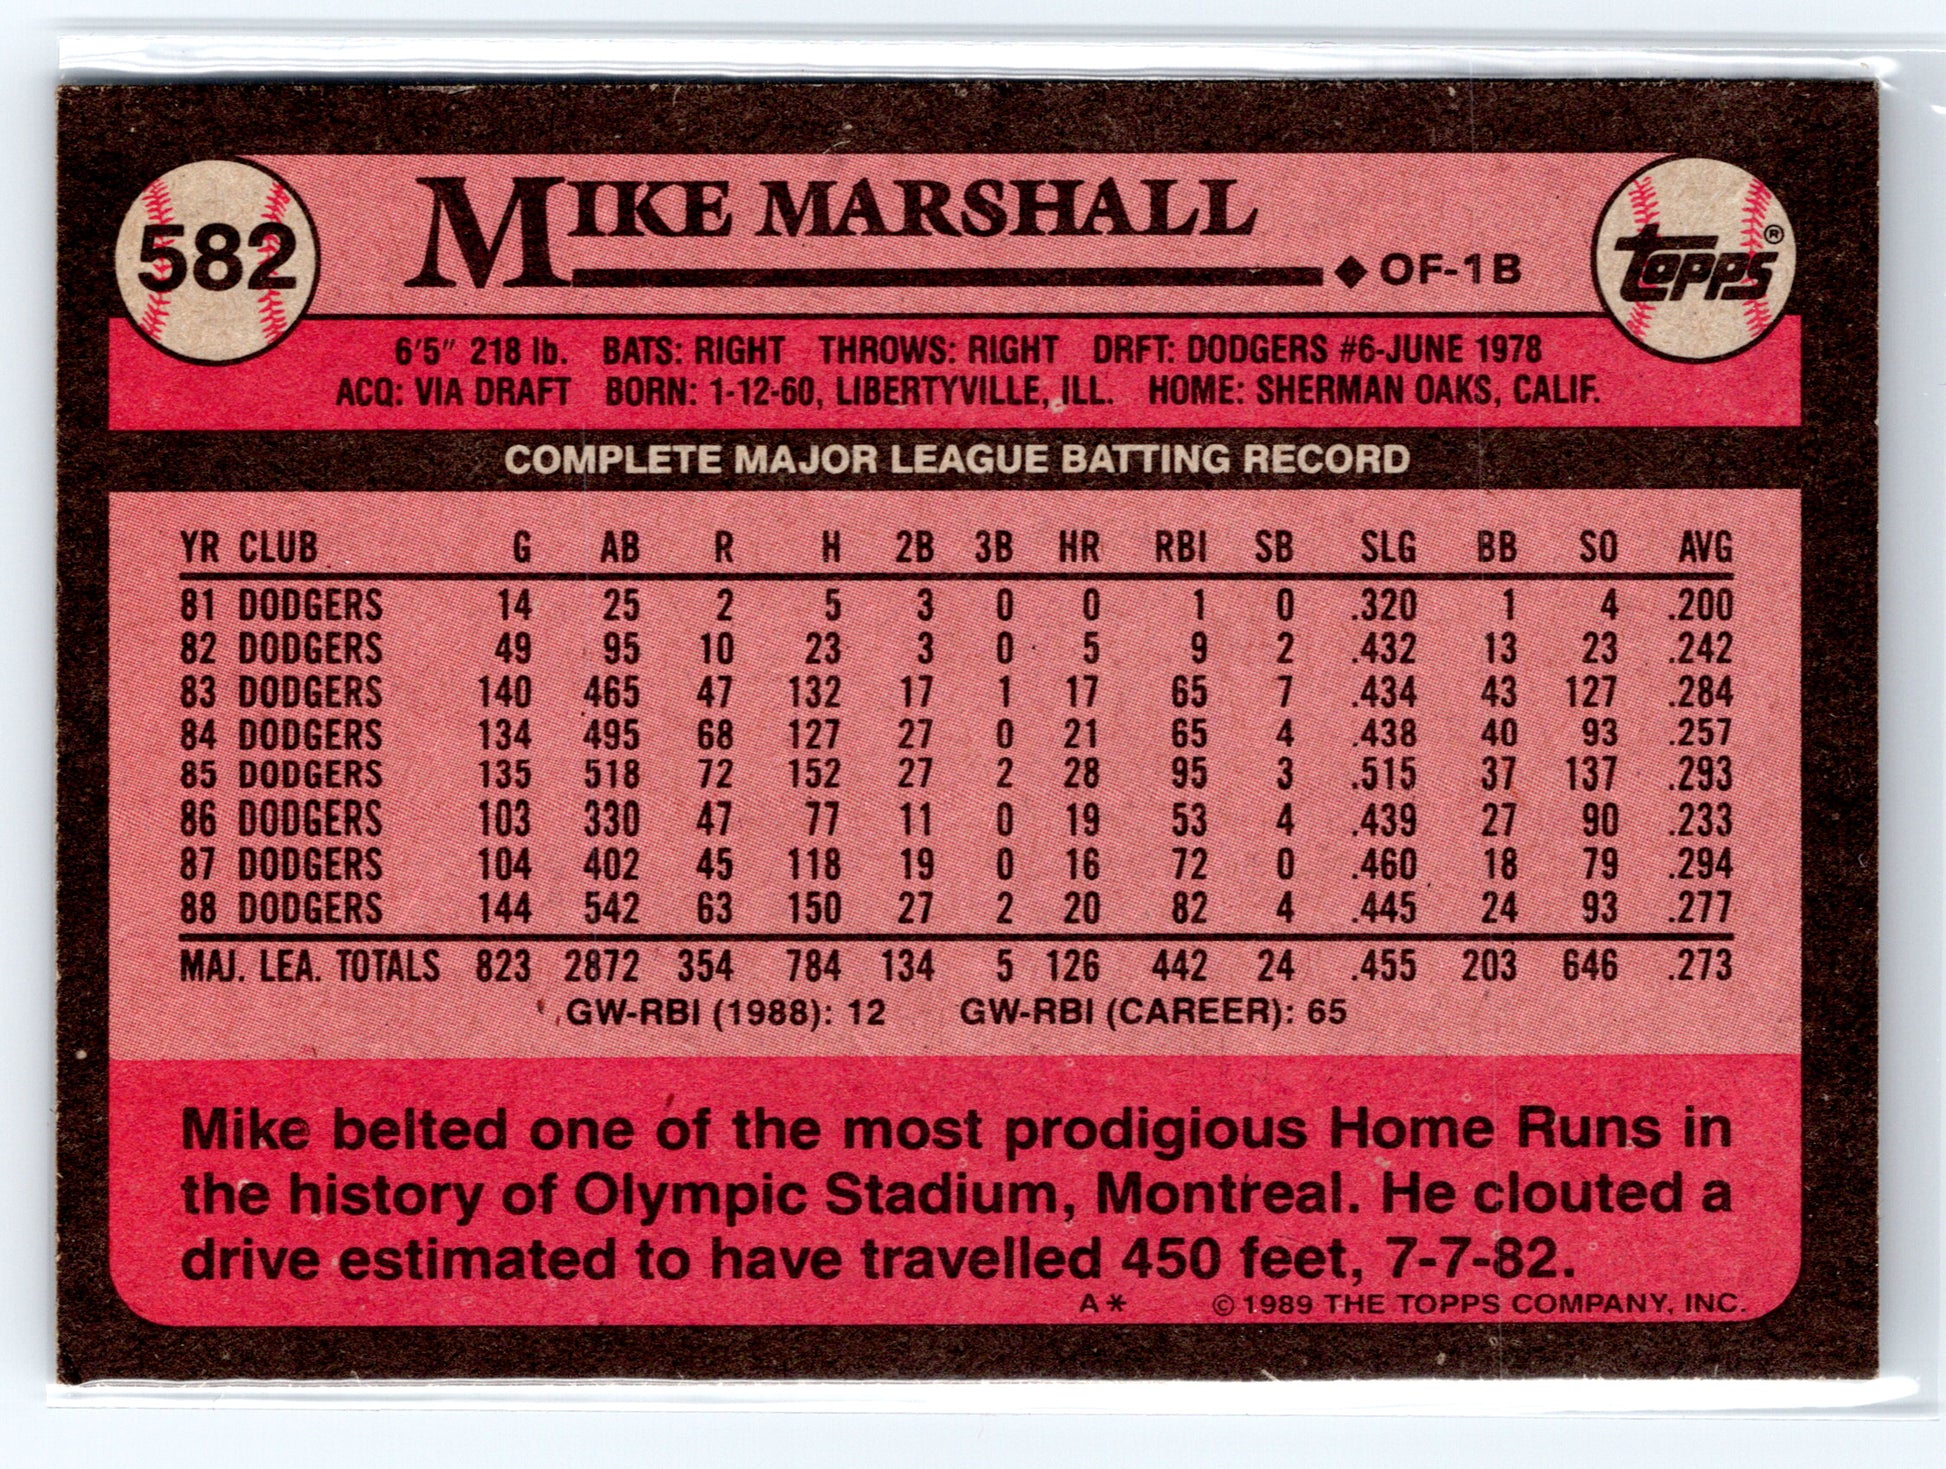 582
MIKE MARSHALL
◆ OF-1B
topps®
6'5" 218 lb. BATS: RIGHT THROWS: RIGHT DRFT: DODGERS #6-JUNE 1978
ACQ: VIA DRAFT BORN: 1-12-60, LIBERTYVILLE, ILL. HOME: SHERMAN OAKS, CALIF.
COMPLETE MAJOR LEAGUE BATTING RECORD
YR CLUB G AB R H 2B 3B HR RBI SB SLG BB SO AVG
81 DODGERS 14 25 2 5 3 0 0 1 0 .320 1 4 .200
82 DODGERS 49 95 10 23 3 0 5 9 2 .432 13 23 .242
83 DODGERS 140 465 47 132 17 1 17 65 7 .434 43 127 .284
84 DODGERS 134 495 68 127 27 0 21 65 4 .438 40 93 .257
85 DODGERS 135 518 72 152 27 2 28 95 3 .515 37 137 .293
86 DODGERS 103 330 47 77 11 0 19 53 4 .439 27 90 .233
87 DODGERS 104 402 45 118 19 0 16 72 0 .460 18 79 .294
88 DODGERS 144 542 63 150 27 2 20 82 4 .445 24 93 .277
MAJ. LEA. TOTALS 823 2872 354 784 134 5 126 442 24 .455 203 646 .273
GW-RBI (1988): 12 GW-RBI (CAREER): 65
Mike belted one of the most prodigious Home Runs in
the history of Olympic Stadium, Montreal. He clouted a
drive estimated to have travelled 450 feet, 7-7-82.
A* © 1989 THE TOPPS COMPANY, INC.